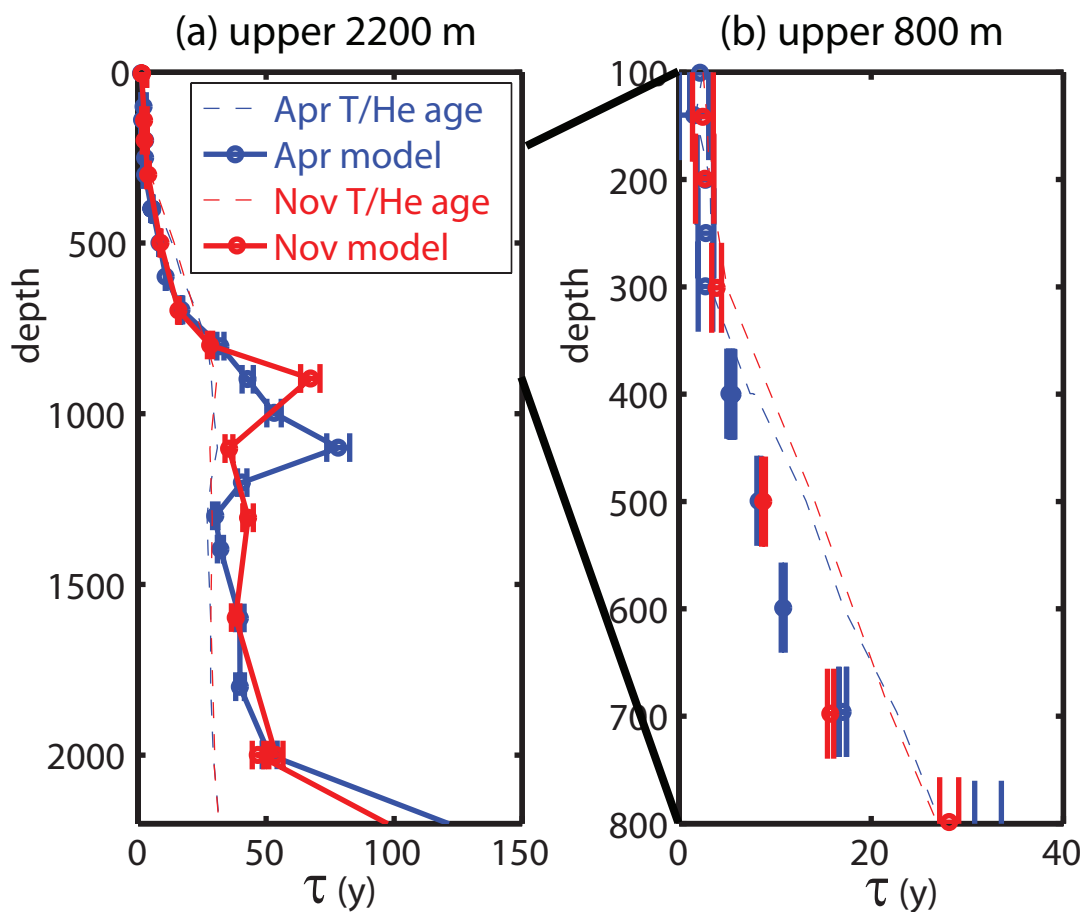 (a) upper 2200 m
(b) upper 800 m
0
500
1000
1500
2000
depth
Apr T/He age
Apr model
Nov T/He age
Nov model
0
50
100
150
τ (y)
100
200
300
400
500
600
700
800
depth
0
20
40
τ (y)